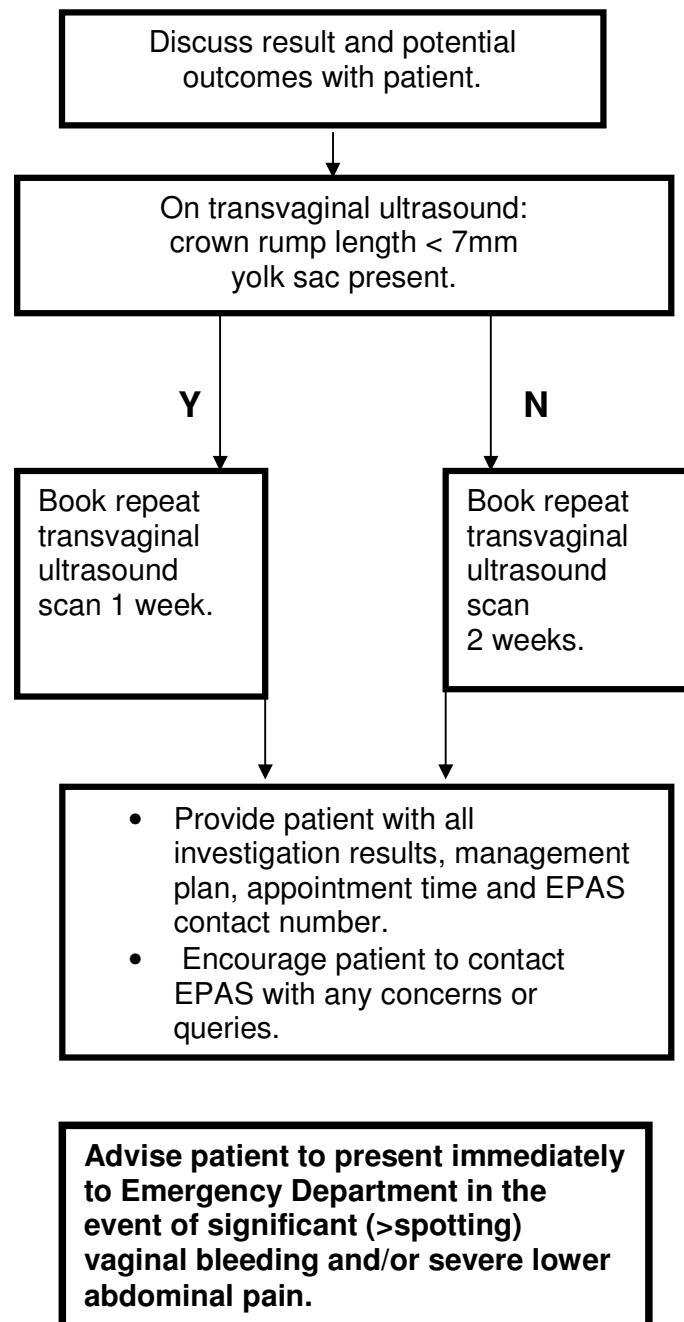 Discuss result and potential
outcomes with patient.
On transvaginal ultrasound:
crown rump length < 7mm
yolk sac present.
Y
N
Book repeat
transvaginal
ultrasound
scan 1 week.
Book repeat
transvaginal
ultrasound
scan
2 weeks.
• Provide patient with all
investigation results, management
plan, appointment time and EPAS
contact number.
• Encourage patient to contact
EPAS with any concerns or
queries.
Advise patient to present immediately
to Emergency Department in the
event of significant (>spotting)
vaginal bleeding and/or severe lower
abdominal pain.